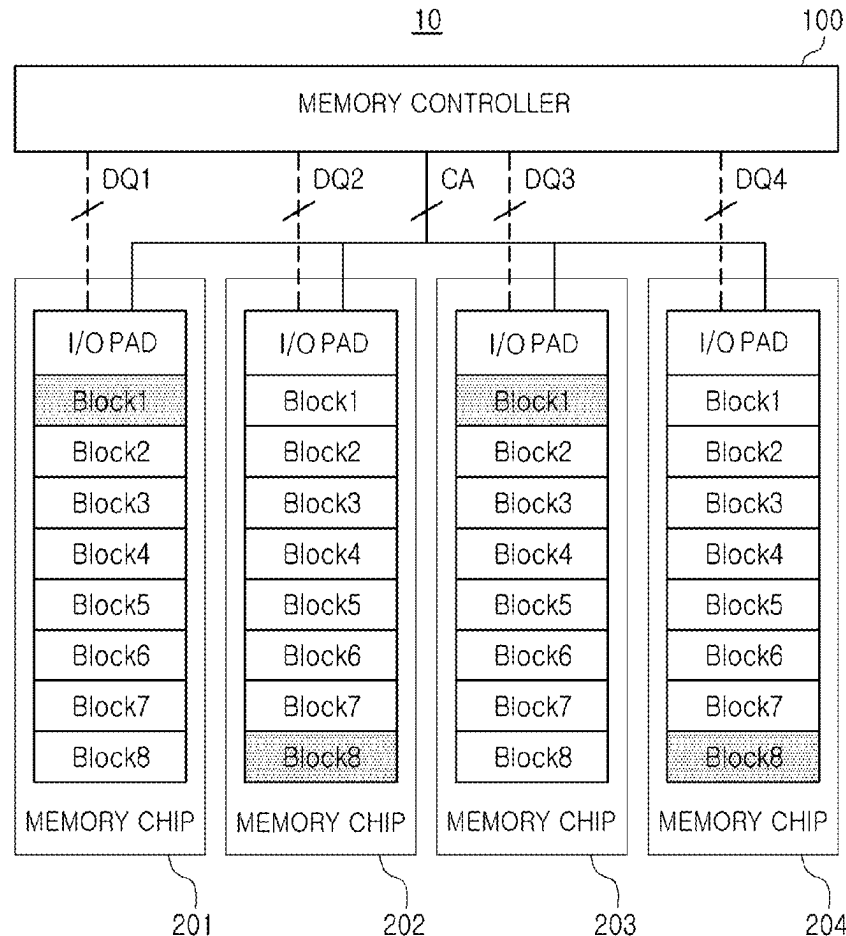 10
100
MEMORY CONTROLLER
DQ1 DQ2 CA DQ3 DQ4
I/O PAD I/O PAD I/O PAD I/O PAD
Block1 Block1 Block1 Block1
Block2 Block2 Block2 Block2
Block3 Block3 Block3 Block3
Block4 Block4 Block4 Block4
Block5 Block5 Block5 Block5
Block6 Block6 Block6 Block6
Block7 Block7 Block7 Block7
Block8 Block8 Block8 Block8
MEMORY CHIP MEMORY CHIP MEMORY CHIP MEMORY CHIP
201 202 203 204